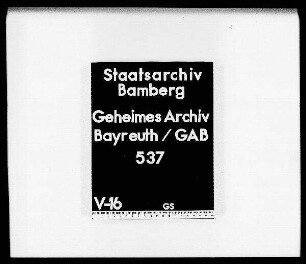 Staatsarchiv
Bamberg
Geheimes Archiv
Bayreuth / GAB
537
V-16 GS